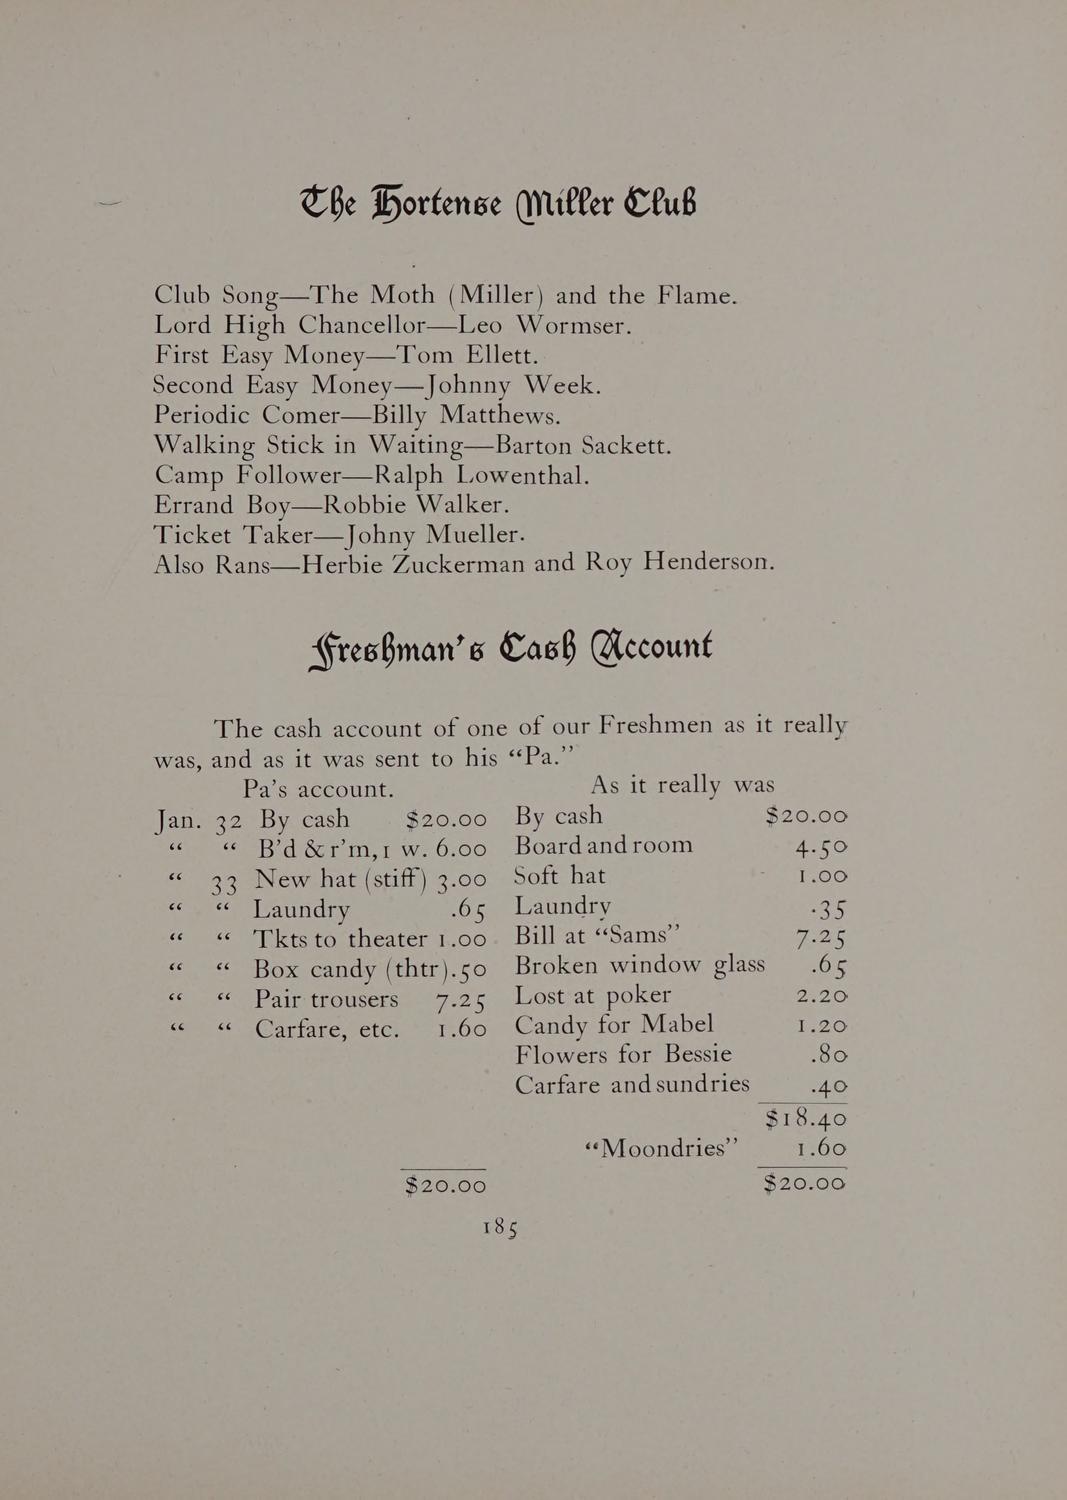 The Hortense Miller Club
Club Song—The Moth (Miller) and the Flame.
Lord High Chancellor—Leo Wormser.
First Easy Money—Tom Ellett.
Second Easy Money—Johnny Week.
Periodic Comer—Billy Matthews.
Walking Stick in Waiting—Barton Sackett.
Camp Follower—Ralph Lowenthal.
Errand Boy—Robbie Walker.
Ticket Taker—Johny Mueller.
Also Rans—Herbie Zuckerman and Roy Henderson.
Freshman's Cash Account
The cash account of one of our Freshmen as it really
was, and as it was sent to his “Pa.”
Pa's account.
Jan. 32 By cash $20.00
“ “ B'd & r'm, 1 w. 6.00
“ 33 New hat (stiff) 3.00
“ “ Laundry .65
“ “ Tkts to theater 1.00
“ “ Box candy (thtr) .50
“ “ Pair trousers 7.25
“ “ Carfare, etc. 1.60
$20.00
As it really was
By cash $20.00
Board and room 4.50
Soft hat 1.00
Laundry .35
Bill at “Sams” 7.25
Broken window glass .65
Lost at poker 2.20
Candy for Mabel 1.20
Flowers for Bessie .80
Carfare and sundries .40
$18.40
“Moondries” 1.60
$20.00
185